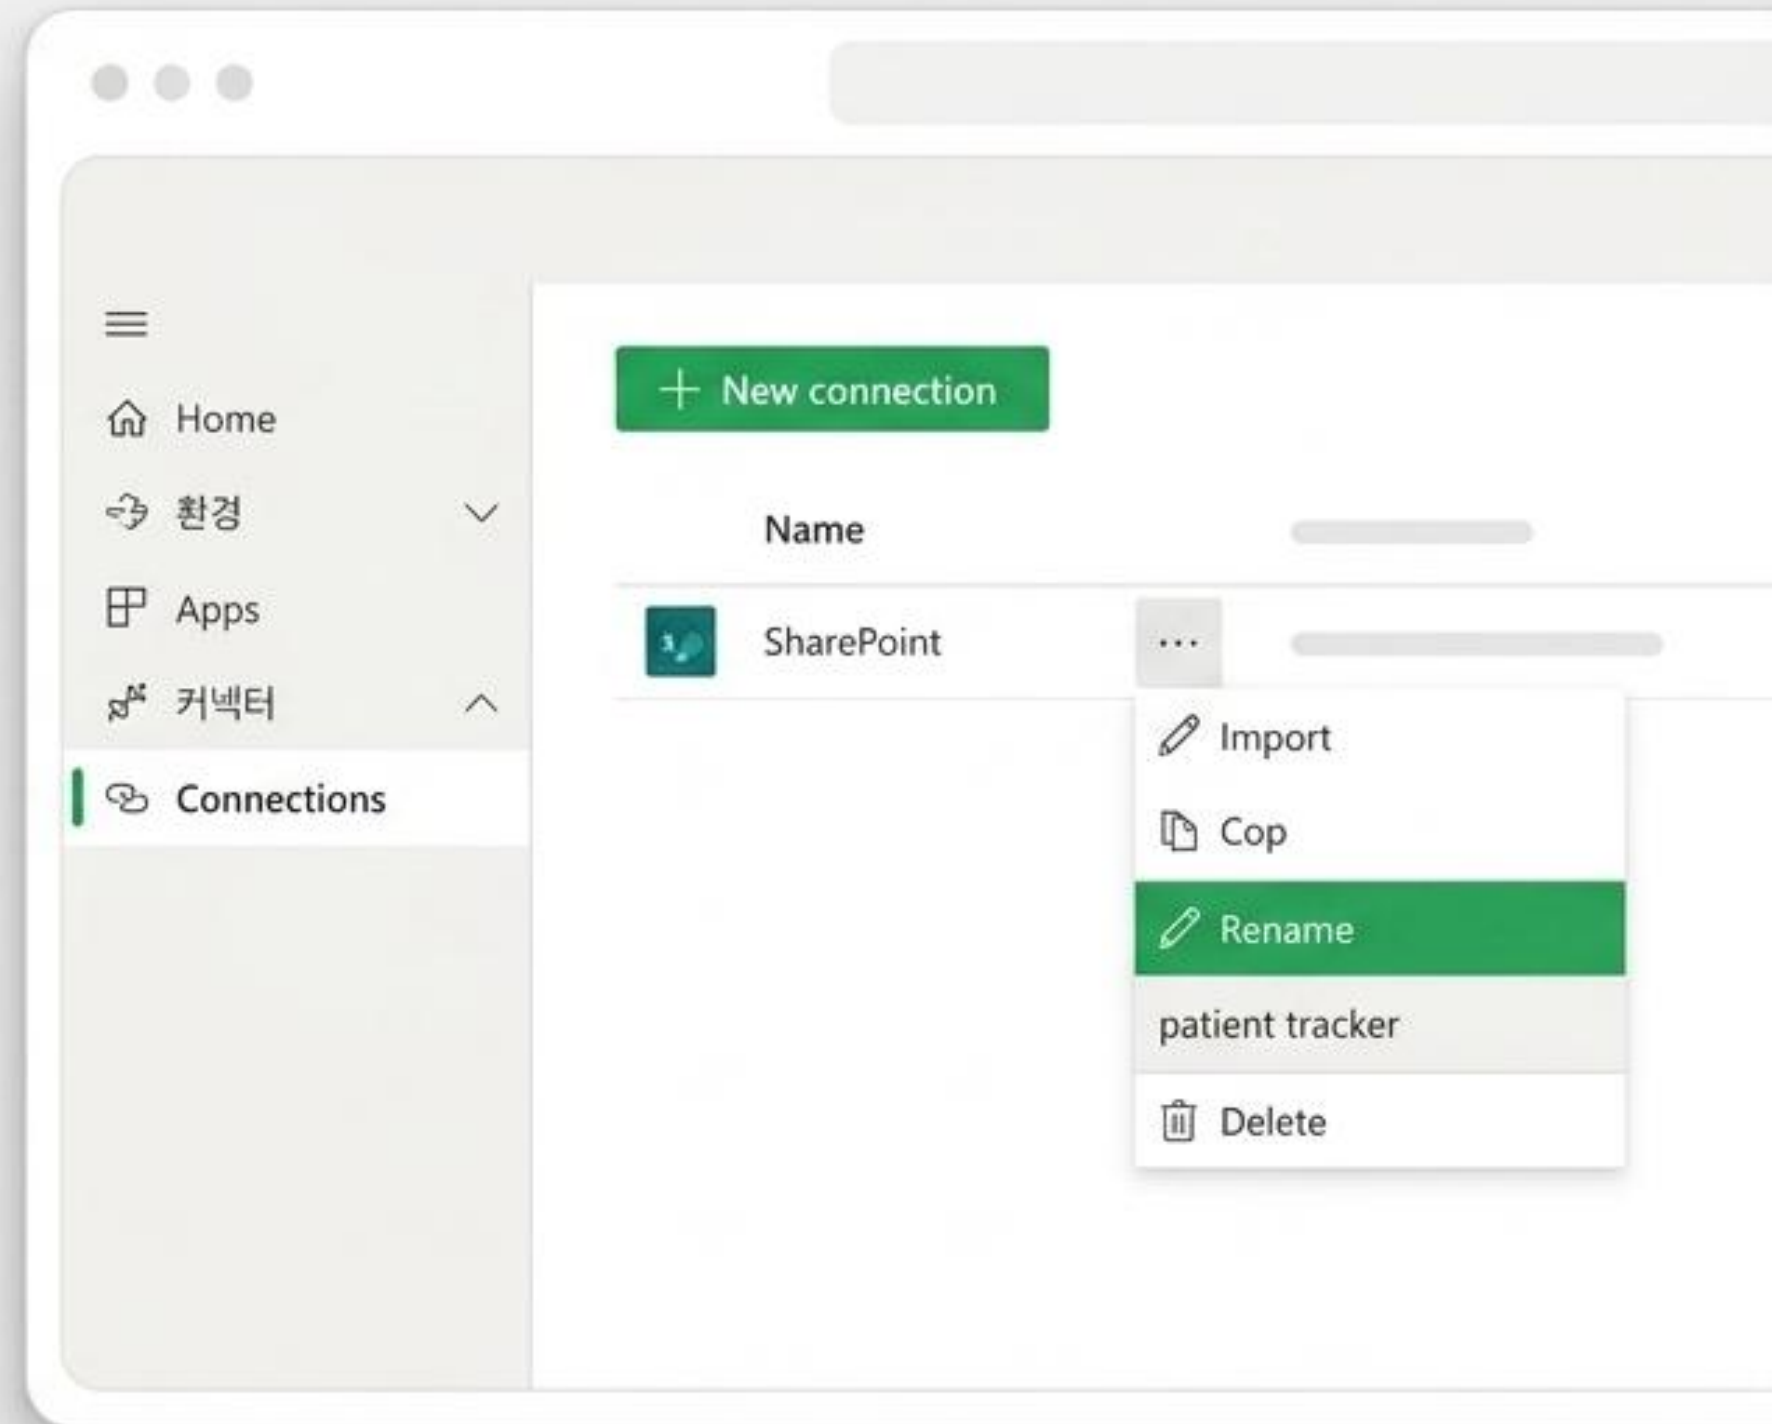 Home
환경
Apps
커넥터
Connections
New connection
Name
SharePoint
Import
Cop
Rename
patient tracker
Delete